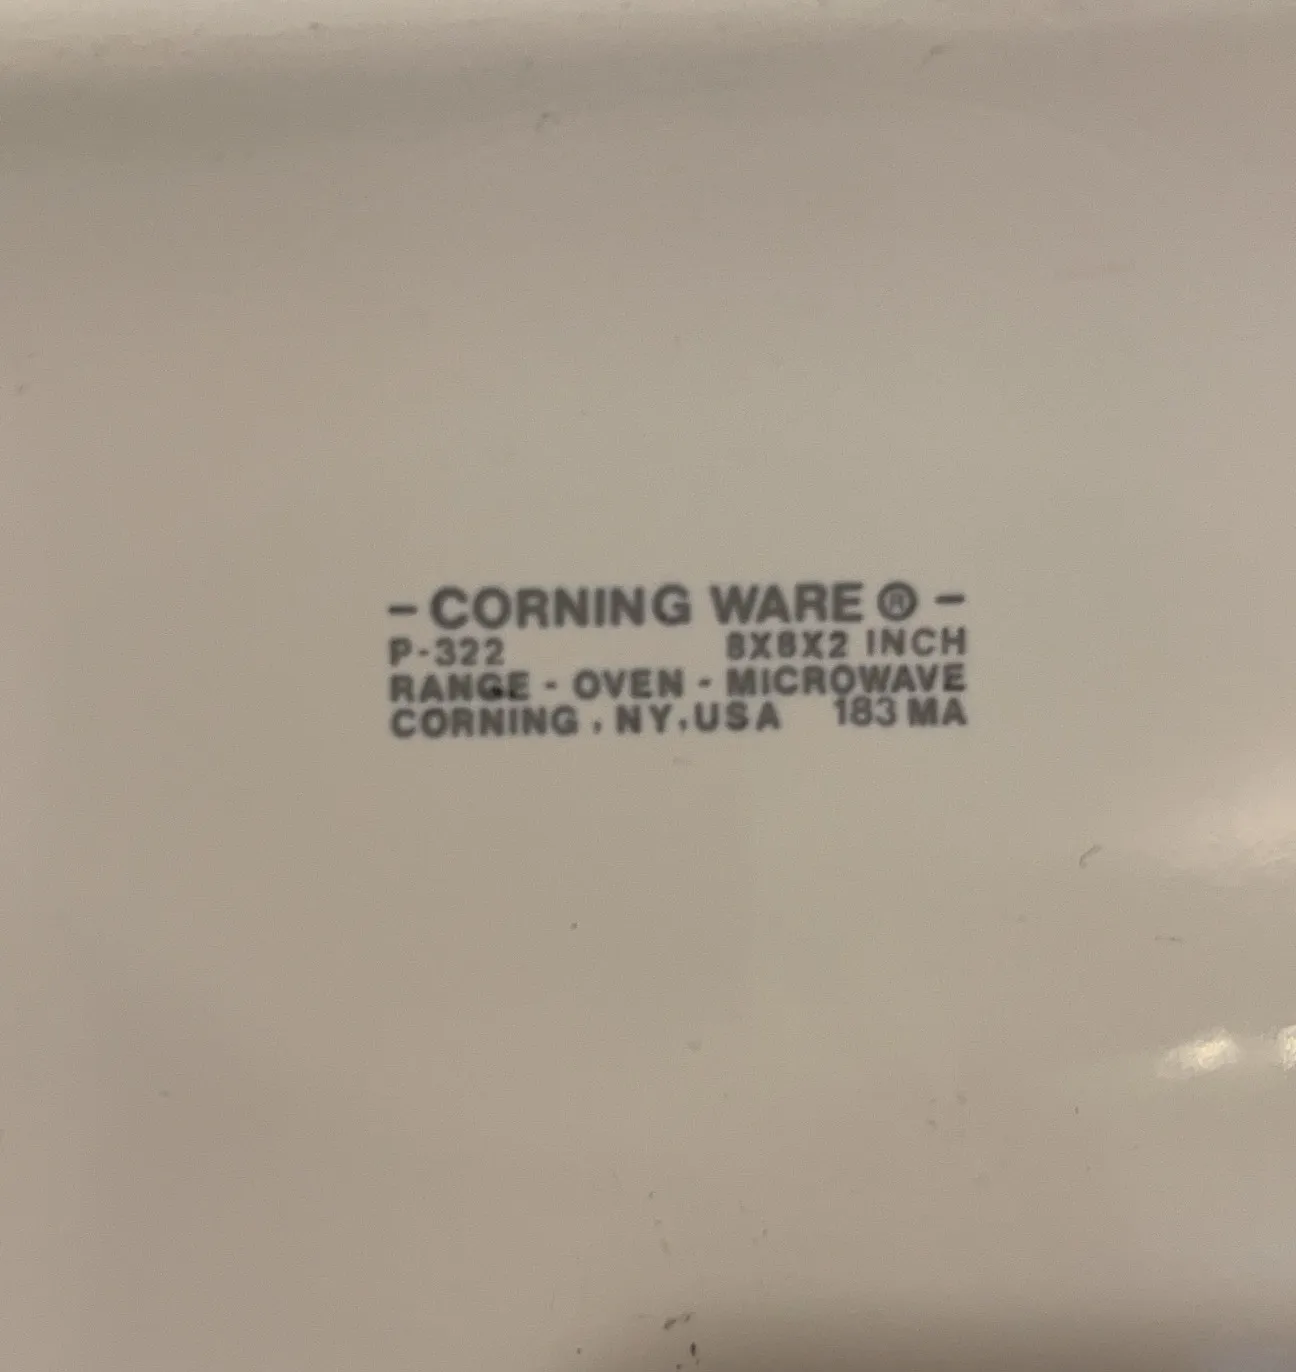 - CORNING WARE ® -
P-322 8X8X2 INCH
RANGE - OVEN - MICROWAVE
CORNING, NY, USA 183 MA